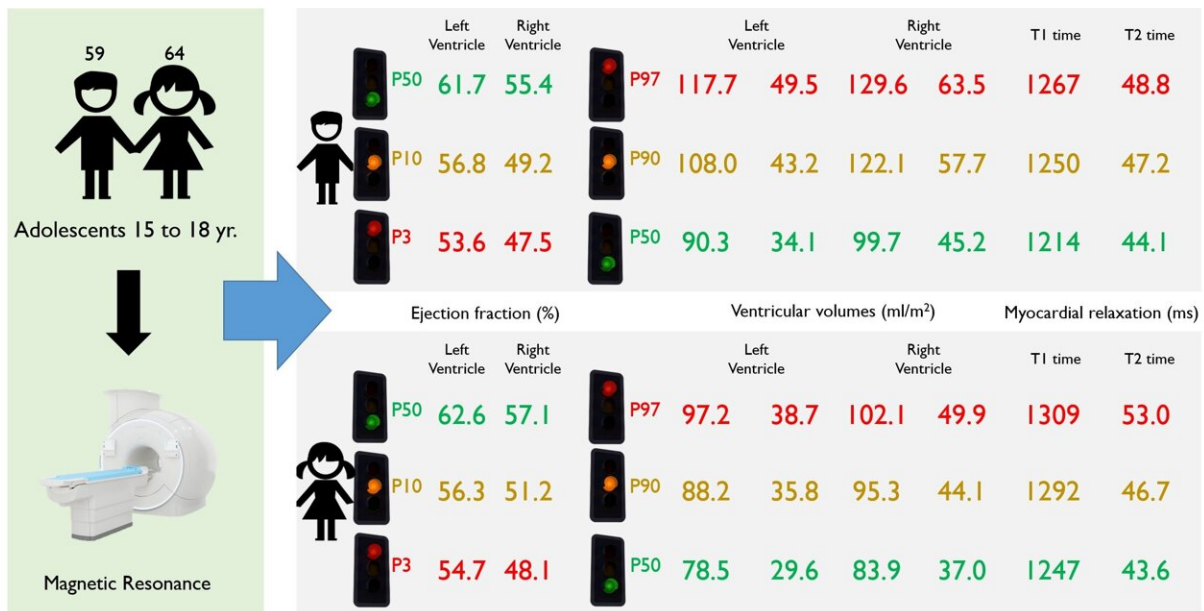 59 64
Adolescents 15 to 18 yr.
Magnetic Resonance
Left Ventricle Right Ventricle Left Ventricle Right Ventricle T1 time T2 time
P50 61.7 55.4 P97 117.7 49.5 129.6 63.5 1267 48.8
P10 56.8 49.2 P90 108.0 43.2 122.1 57.7 1250 47.2
P3 53.6 47.5 P50 90.3 34.1 99.7 45.2 1214 44.1
Ejection fraction (%) Ventricular volumes (ml/m²) Myocardial relaxation (ms)
Left Ventricle Right Ventricle Left Ventricle Right Ventricle T1 time T2 time
P50 62.6 57.1 P97 97.2 38.7 102.1 49.9 1309 53.0
P10 56.3 51.2 P90 88.2 35.8 95.3 44.1 1292 46.7
P3 54.7 48.1 P50 78.5 29.6 83.9 37.0 1247 43.6